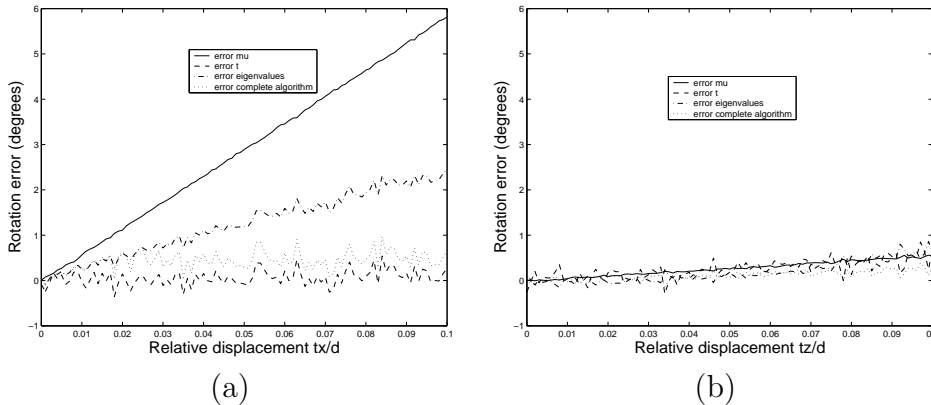 6
5
4
3
2
1
0
−1
Rotation error (degrees)
error mu
error t
error eigenvalues
error complete algorithm
0 0.01 0.02 0.03 0.04 0.05 0.06 0.07 0.08 0.09 0.1
Relative displacement tx/d
(a)
6
5
4
3
2
1
0
−1
Rotation error (degrees)
error mu
error t
error eigenvalues
error complete algorithm
0 0.01 0.02 0.03 0.04 0.05 0.06 0.07 0.08 0.09 0.
Relative displacement tz/d
(b)